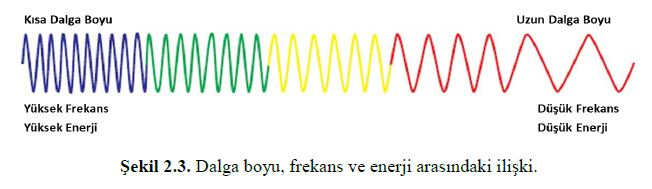 Kısa Dalga Boyu
Uzun Dalga Boyu
Yüksek Frekans
Yüksek Enerji
Düşük Frekans
Düşük Enerji
Şekil 2.3. Dalga boyu, frekans ve enerji arasındaki ilişki.